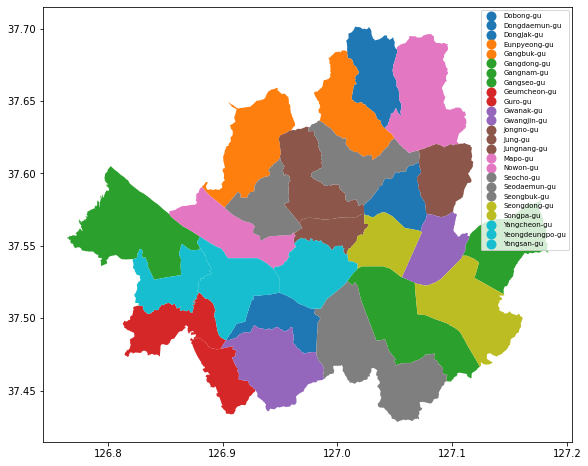 37.70
37.65
37.60
37.55
37.50
37.45
126.8 126.9 127.0 127.1 127.2
Dobong-gu
Dongdaemun-gu
Dongjak-gu
Eunpyeong-gu
Gangbuk-gu
Gangdong-gu
Gangnam-gu
Gangseo-gu
Geumcheon-gu
Guro-gu
Gwanak-gu
Gwangjin-gu
Jongno-gu
Jung-gu
Jungnang-gu
Mapo-gu
Nowon-gu
Seocho-gu
Seodaemun-gu
Seongbuk-gu
Seongdong-gu
Songpa-gu
Yangcheon-gu
Yeongdeungpo-gu
Yongsan-gu